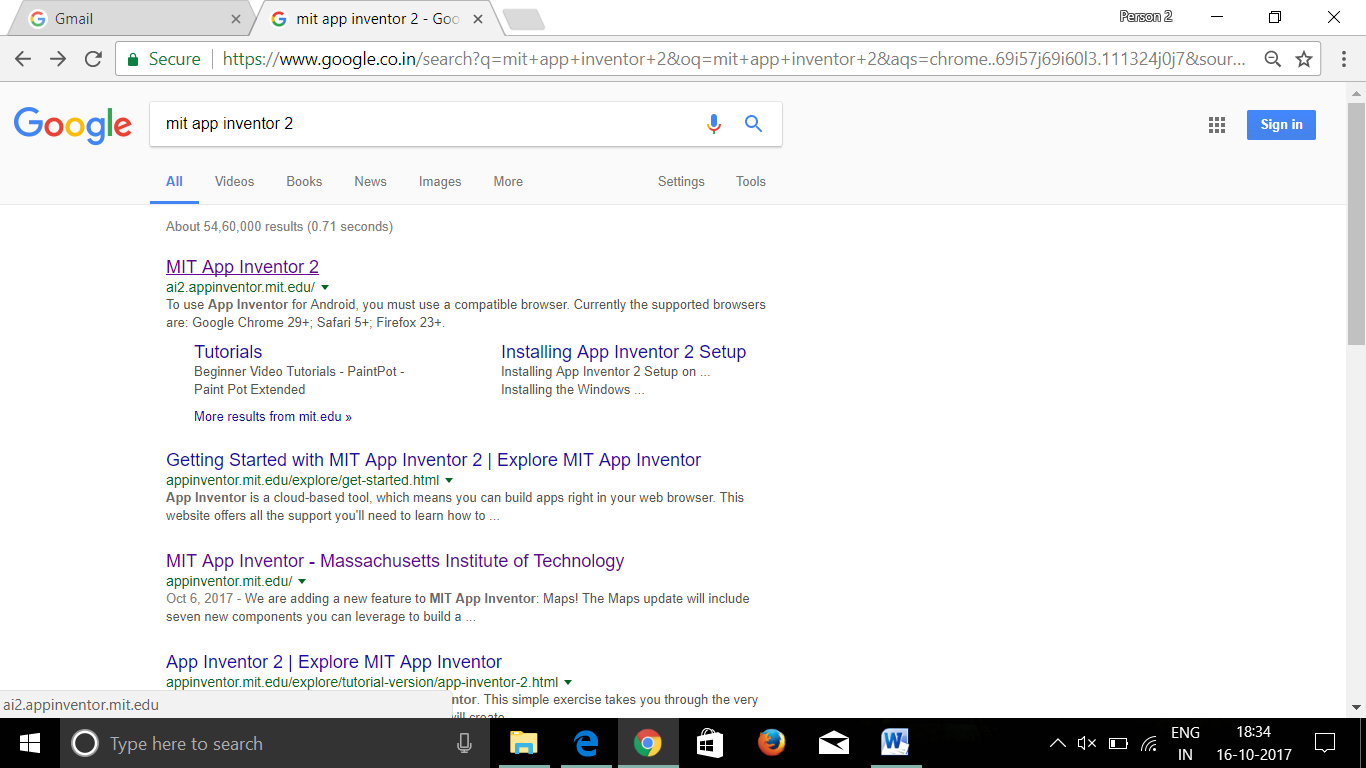 Gmail
mit app inventor 2 - Goo
Person 2
Secure
https://www.google.co.in/search?q=mit+app+inventor+2&oq=mit+app+inventor+2&aqs=chrome..69i57j69i60l3.111324j0j7&sour...
Google
mit app inventor 2
Sign in
All Videos Books News Images More Settings Tools
About 54,60,000 results (0.71 seconds)
MIT App Inventor 2
ai2.appinventor.mit.edu/
To use App Inventor for Android, you must use a compatible browser. Currently the supported browsers
are: Google Chrome 29+; Safari 5+; Firefox 23+.
Tutorials
Beginner Video Tutorials - PaintPot -
Paint Pot Extended
Installing App Inventor 2 Setup
Installing App Inventor 2 Setup on ...
Installing the Windows ...
More results from mit.edu »
Getting Started with MIT App Inventor 2 | Explore MIT App Inventor
appinventor.mit.edu/explore/get-started.html
App Inventor is a cloud-based tool, which means you can build apps right in your web browser. This
website offers all the support you'll need to learn how to ...
MIT App Inventor - Massachusetts Institute of Technology
appinventor.mit.edu/
Oct 6, 2017 - We are adding a new feature to MIT App Inventor: Maps! The Maps update will include
seven new components you can leverage to build a ...
App Inventor 2 | Explore MIT App Inventor
appinventor.mit.edu/explore/tutorial-version/app-inventor-2.html
ntor. This simple exercise takes you through the very
ai2.appinventor.mit.edu
Type here to search
ENG
IN
18:34
16-10-2017